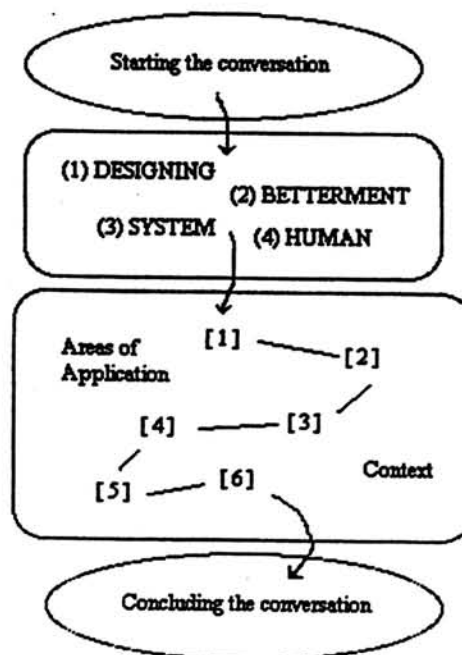 Starting the conversation
(1) DESIGNING
(2) BETTERMENT
(3) SYSTEM
(4) HUMAN
Areas of
Application
[1]
[2]
[3]
[4]
[5]
[6]
Context
Concluding the conversation